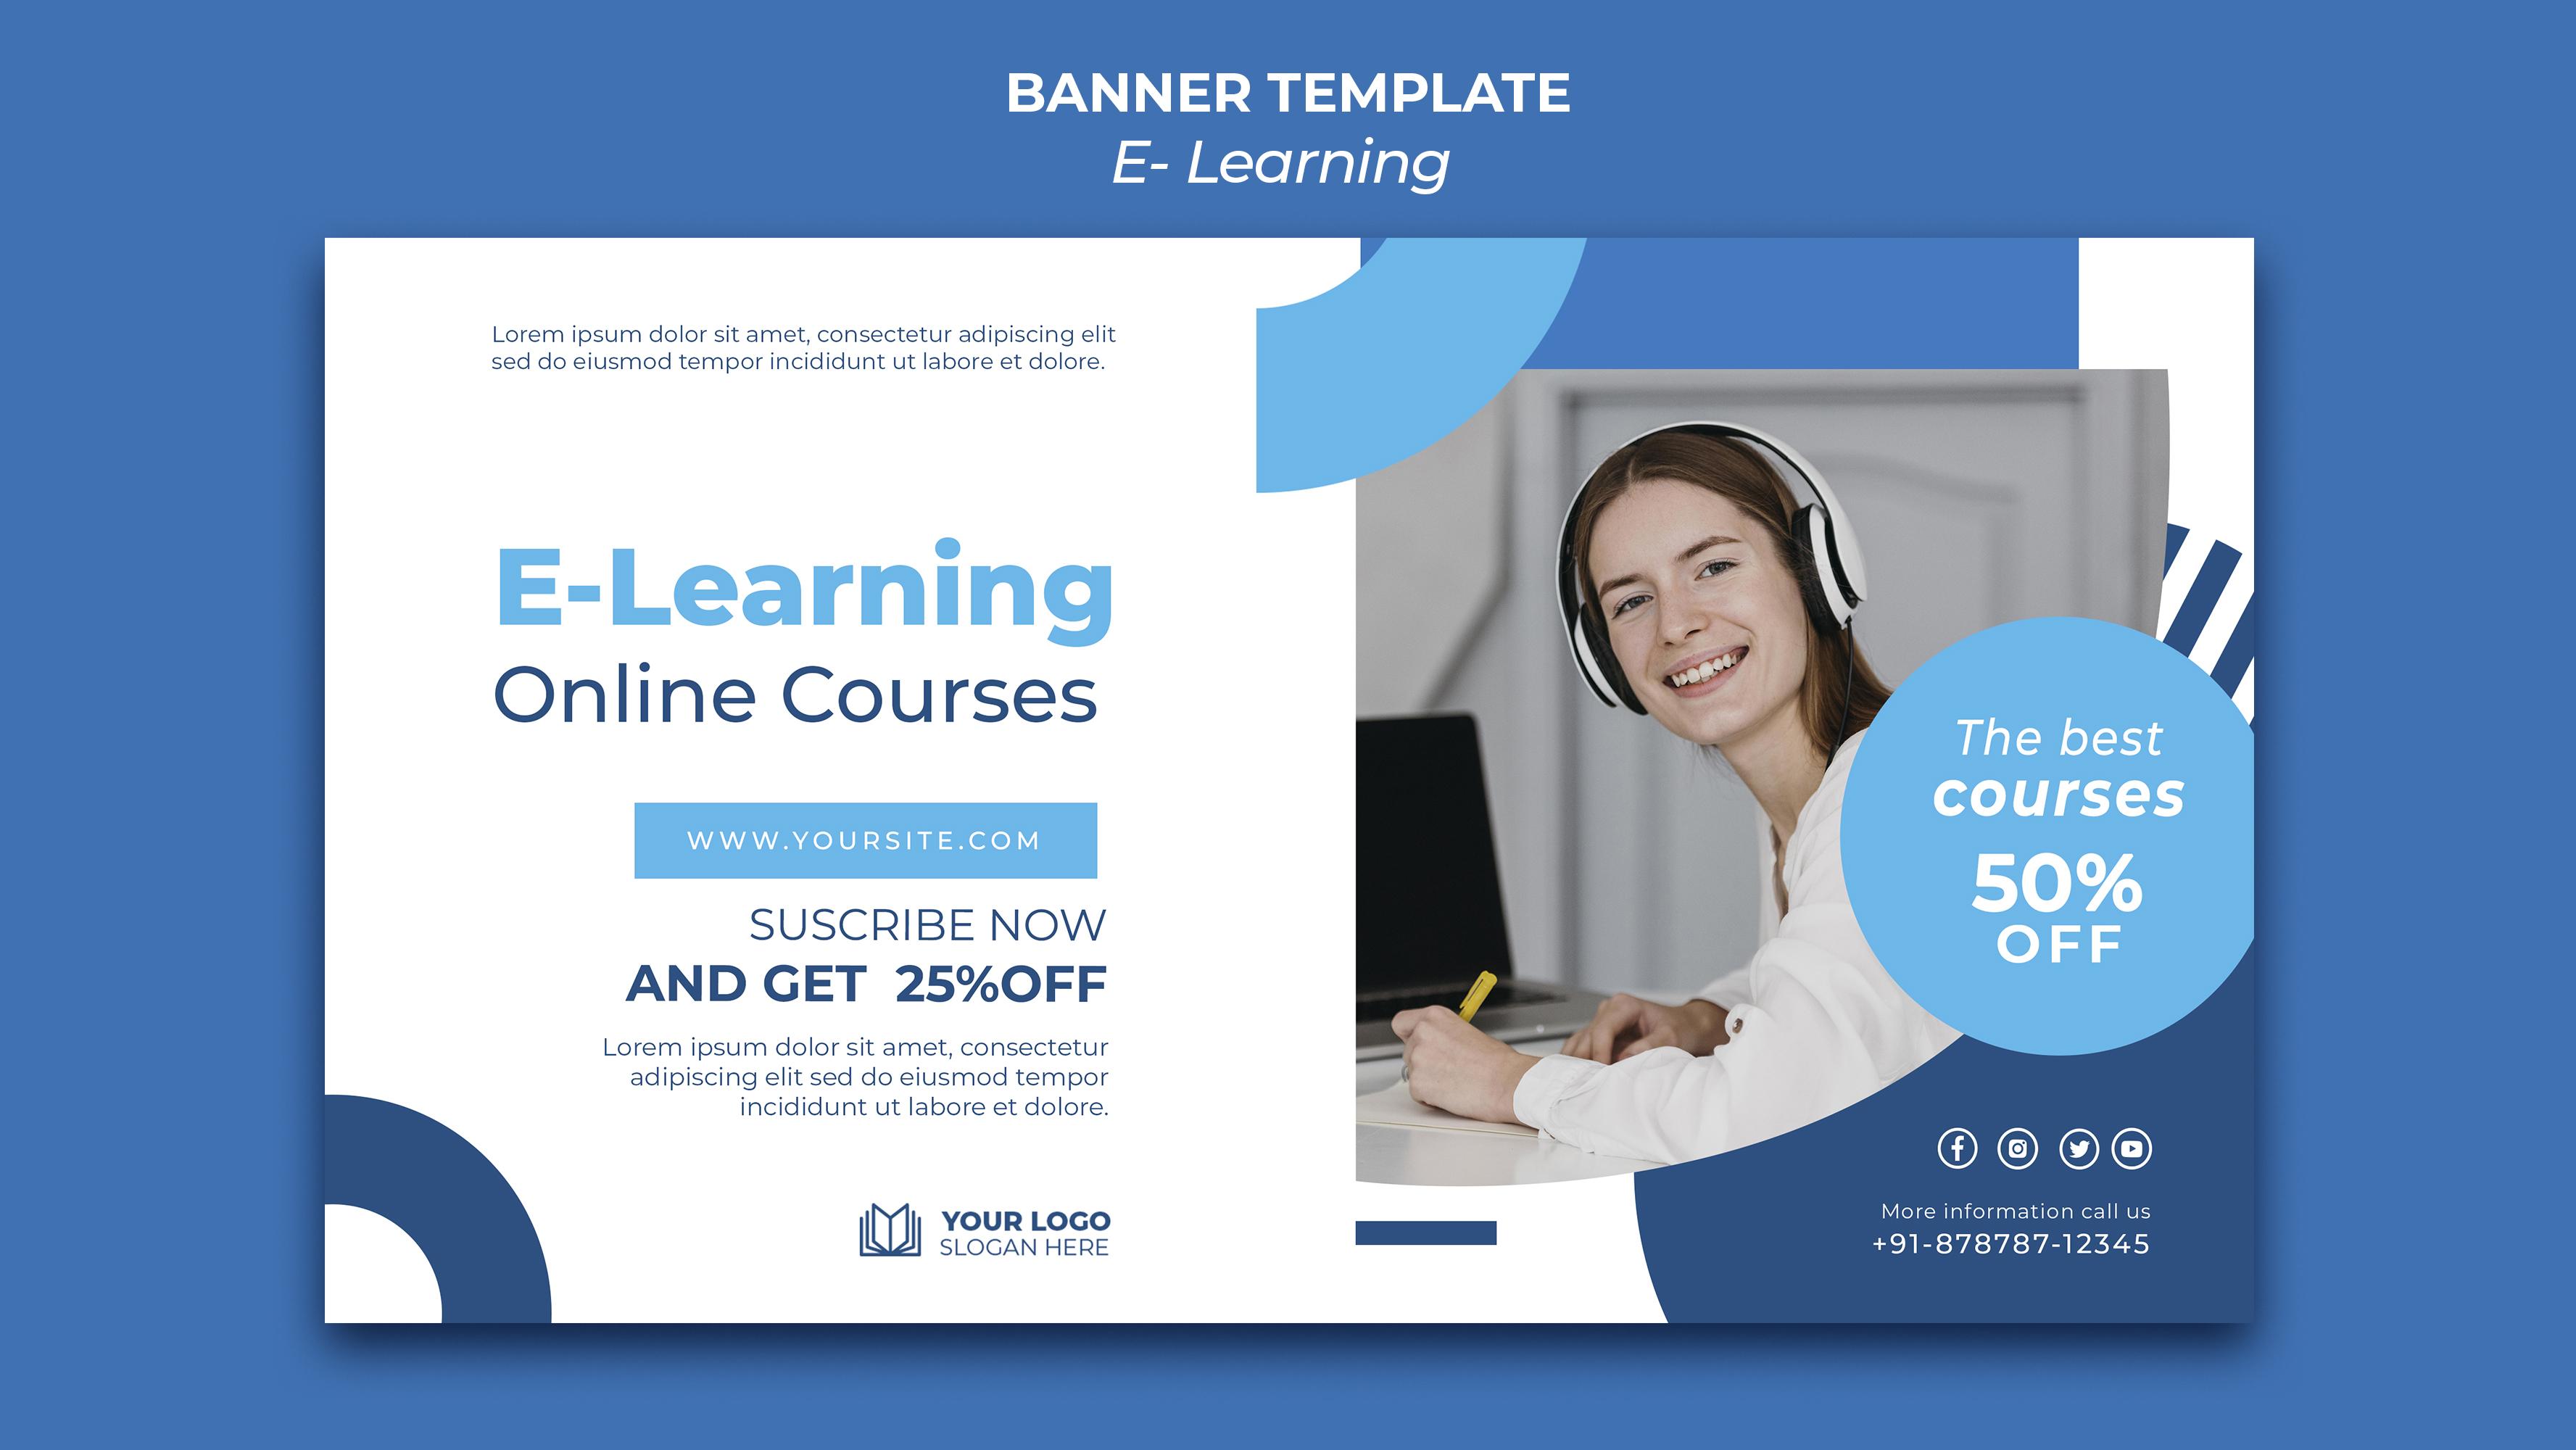 BANNER TEMPLATE
E- Learning
Lorem ipsum dolor sit amet, consectetur adipiscing elit
sed do eiusmod tempor incididunt ut labore et dolore.
E-Learning
Online Courses
WWW.YOURSITE.COM
SUSCRIBE NOW
AND GET 25%OFF
Lorem ipsum dolor sit amet, consectetur
adipiscing elit sed do eiusmod tempor
incididunt ut labore et dolore.
YOUR LOGO
SLOGAN HERE
The best
courses
50%
OFF
More information call us
+91-878787-12345